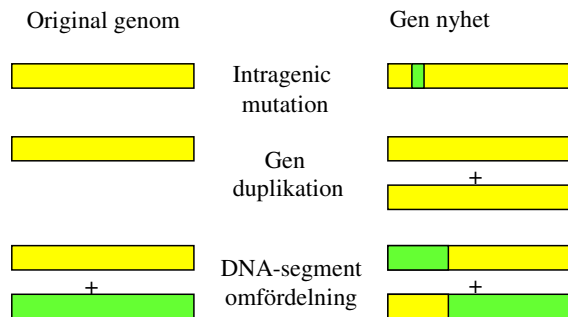 Original genom
Gen nyhet
Intragenic
mutation
Gen
duplikation
+
DNA-segment
omfördelning
+
+